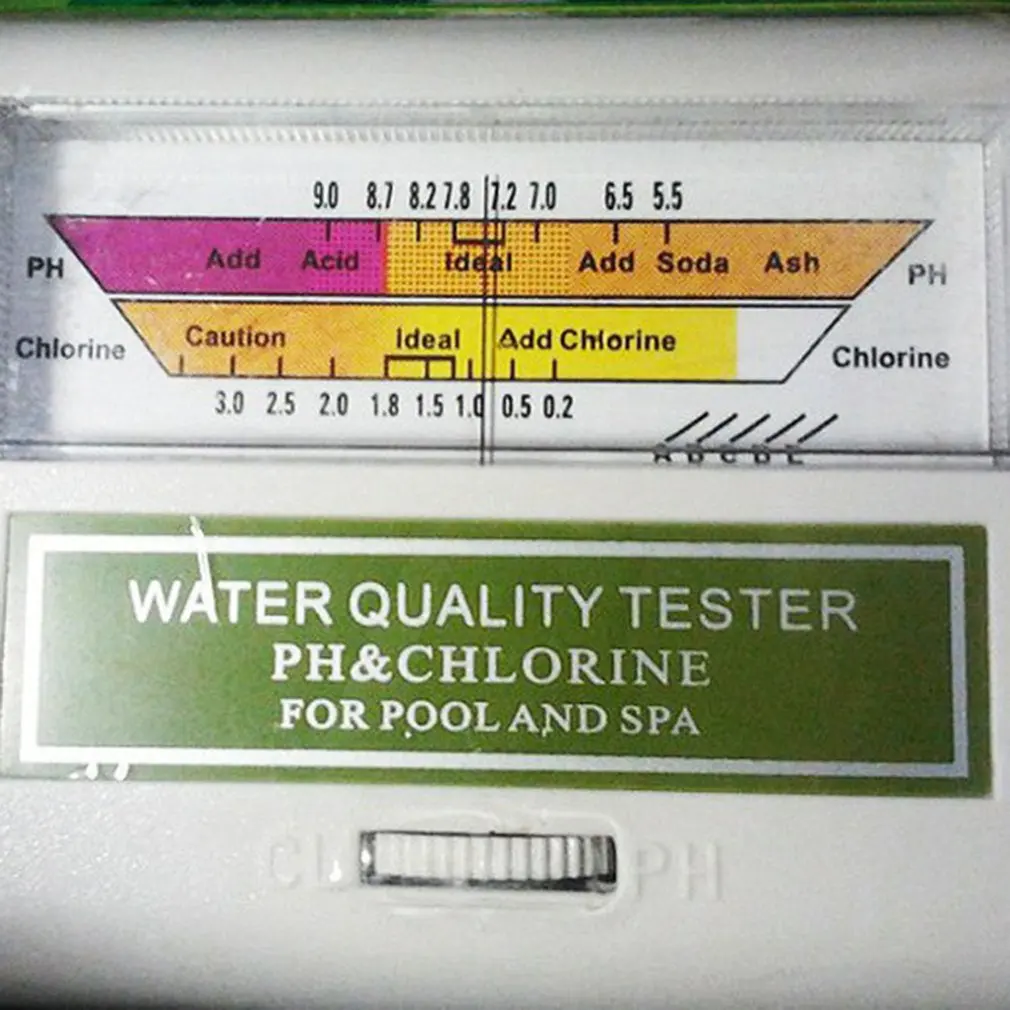 9.0 8.7 8.2 7.8 7.2 7.0 6.5 5.5
PH Add Acid Ideal Add Soda Ash PH
Chlorine Caution Ideal Add Chlorine Chlorine
3.0 2.5 2.0 1.8 1.5 1.0 0.5 0.2
A B C D E
WATER QUALITY TESTER
PH&CHLORINE
FOR POOL AND SPA
CL PH